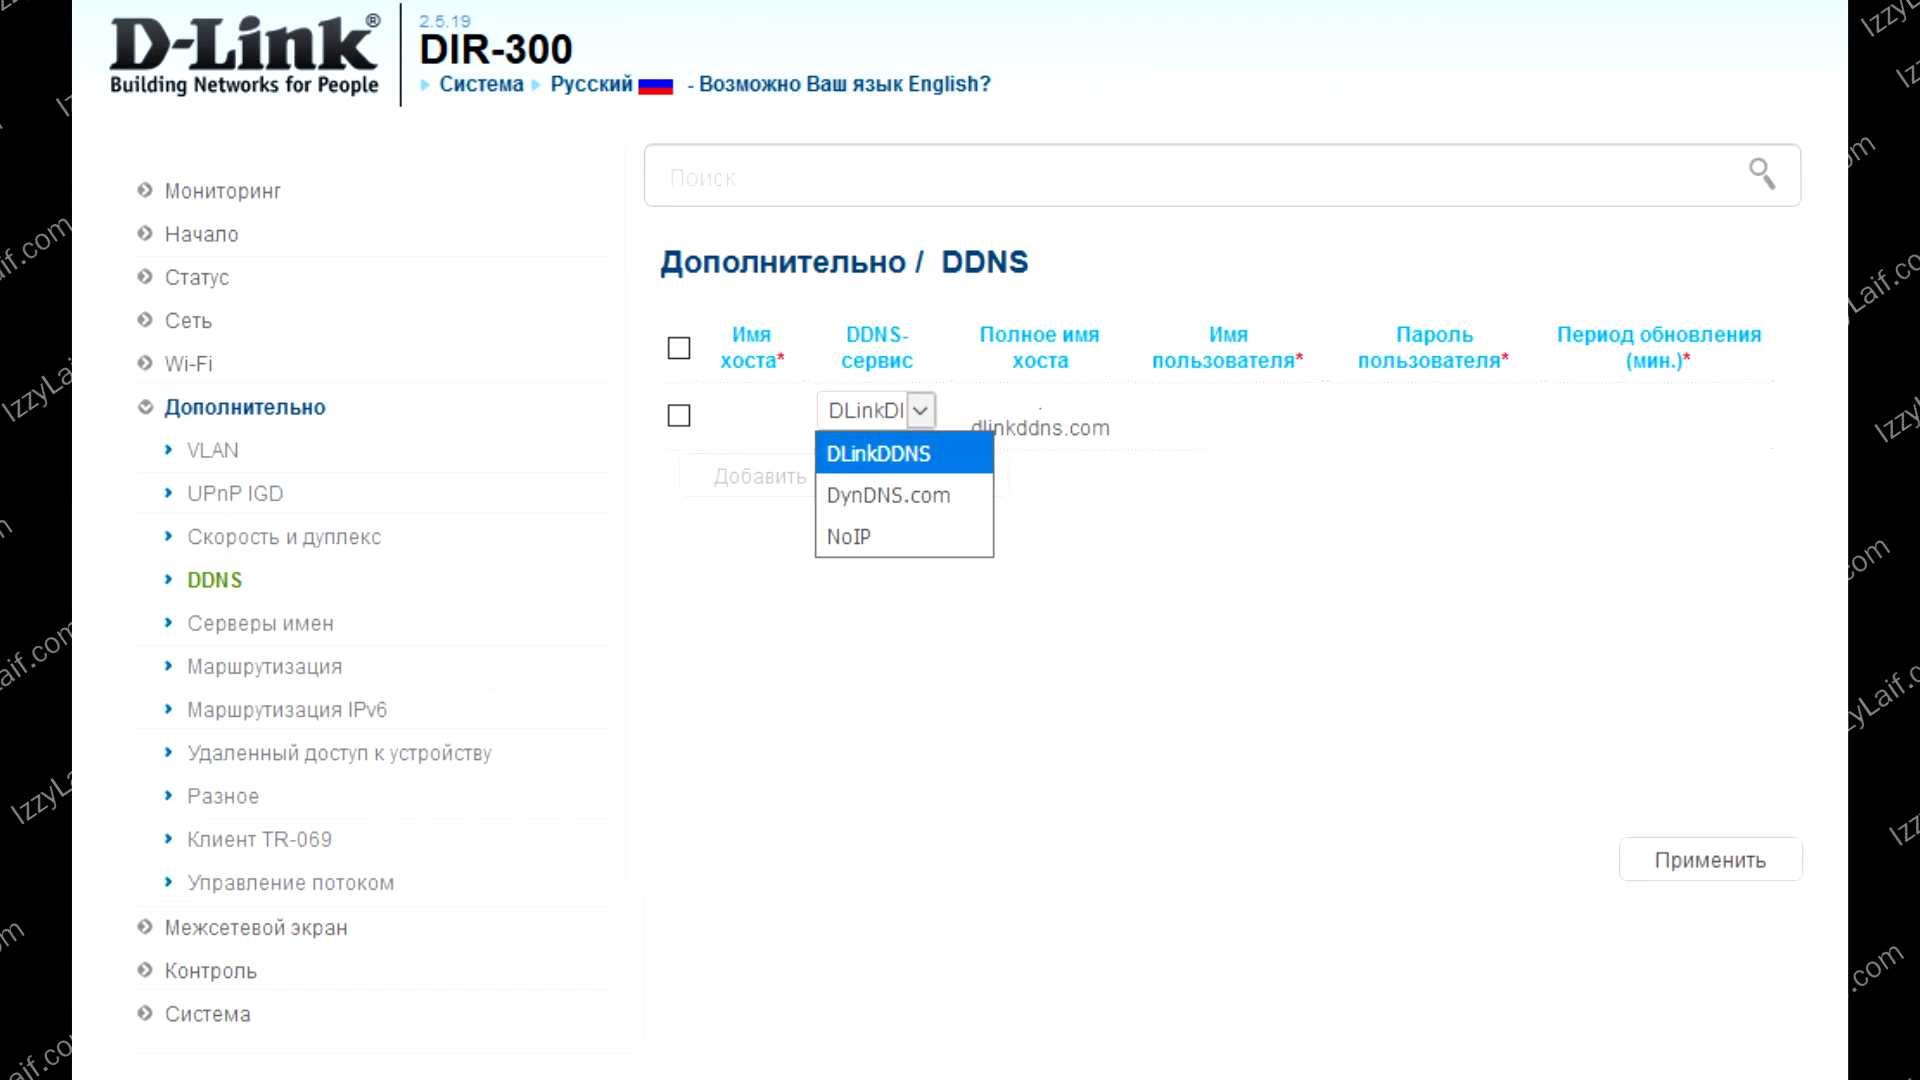 D-Link®
Building Networks for People
2.5.19
DIR-300
Система Русский - Возможно Ваш язык English?
Мониторинг
Начало
Статус
Сеть
Wi-Fi
Дополнительно
VLAN
UPnP IGD
Скорость и дуплекс
DDNS
Серверы имен
Маршрутизация
Маршрутизация IPv6
Удаленный доступ к устройству
Разное
Клиент TR-069
Управление потоком
Межсетевой экран
Контроль
Система
Поиск
Дополнительно / DDNS
Имя хоста*
DDNS-сервис
Полное имя хоста
Имя пользователя*
Пароль пользователя*
Период обновления (мин.)*
DLinkDI
dlinkddns.com
DLinkDDNS
DynDNS.com
NoIP
Добавить
Применить